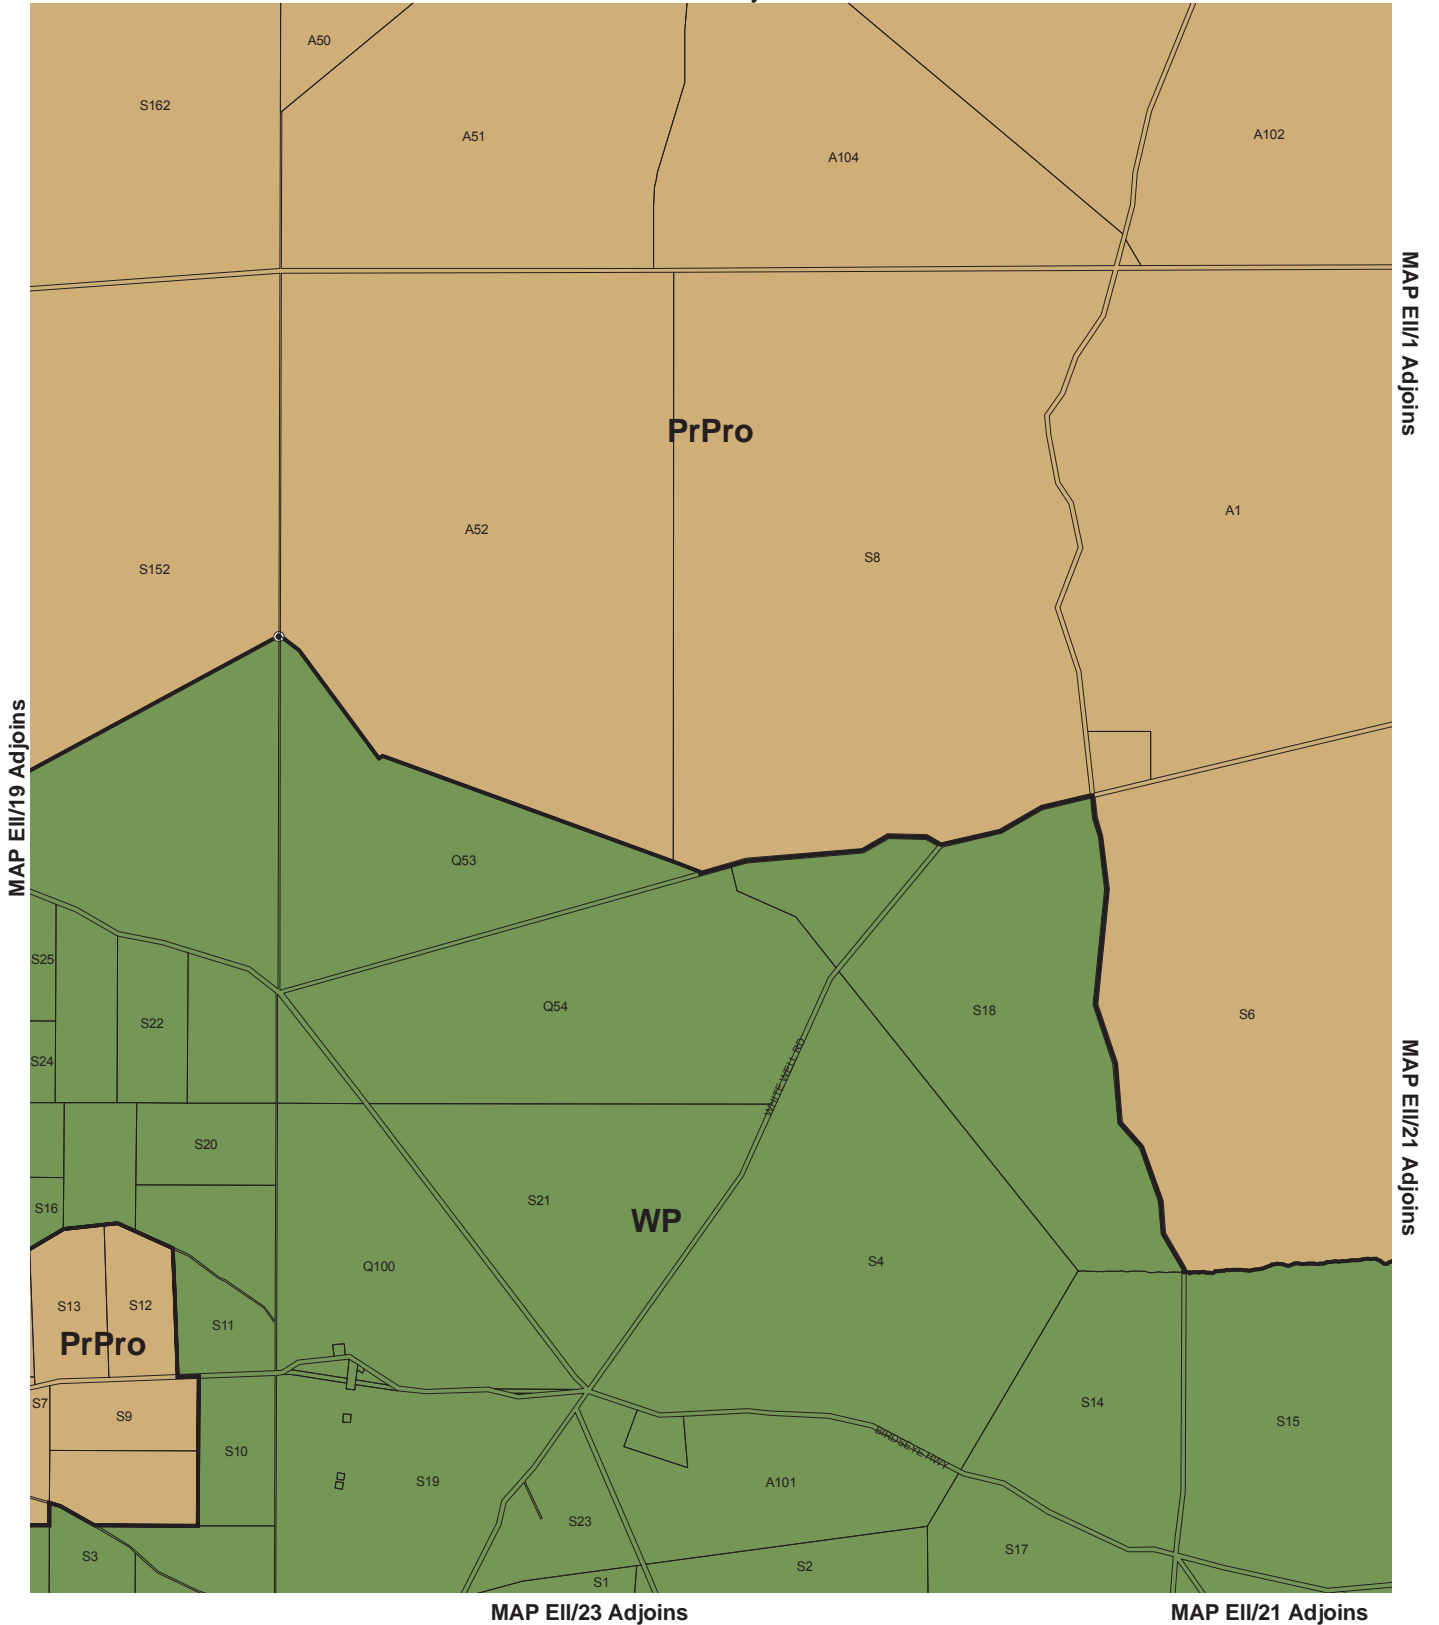 A50
S162
A51
A104
A102
MAP EII/1 Adjoins
PrPro
A52
S8
A1
S152
MAP EII/19 Adjoins
Q53
S25
Q54
S18
S6
S22
S24
WHITE WELL RD
MAP EII/21 Adjoins
S20
S16
S21
WP
Q100
S4
S13
S12
S11
PrPro
S7
S9
S14
S15
S10
BIRDSEYE HWY
S19
A101
S23
S17
S3
S2
S1
MAP EII/23 Adjoins
MAP EII/21 Adjoins